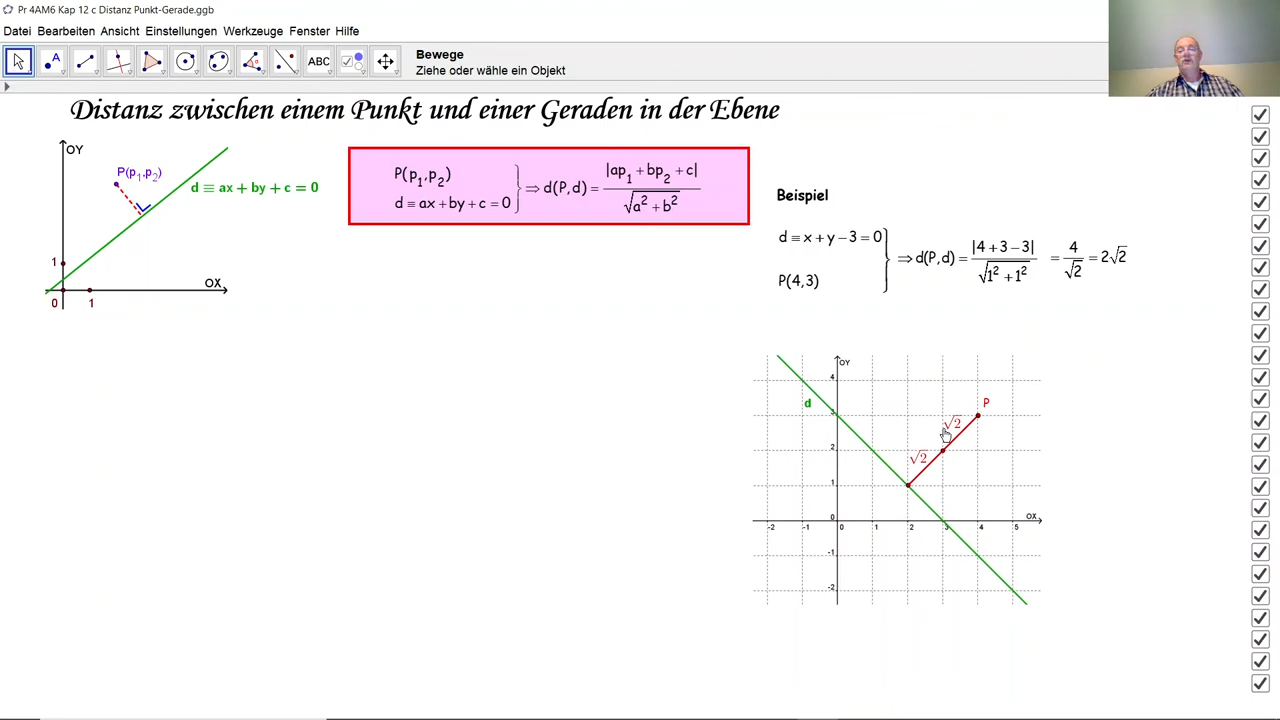 Pr 4AM6 Kap 12 c Distanz Punkt-Gerade.ggb
Datei Bearbeiten Ansicht Einstellungen Werkzeuge Fenster Hilfe
A ABC
Bewege
Ziehe oder wähle ein Objekt
Distanz zwischen einem Punkt und einer Geraden in der Ebene
OY
P(p₁,p₂)
d ≡ ax + by + c = 0
1
OX
0 1
P(p₁,p₂)
d ≡ ax + by + c = 0
} ⇒ d(P,d) = |ap₁ + bp₂ + c| / √(a² + b²)
Beispiel
d ≡ x + y − 3 = 0
P(4,3)
} ⇒ d(P,d) = |4 + 3 − 3| / √(1² + 1²) = 4/√2 = 2√2
OY
4
d
P
3
√2
2
√2
1
0
OX
-2 -1 0 1 2 3 4 5
-1
-2